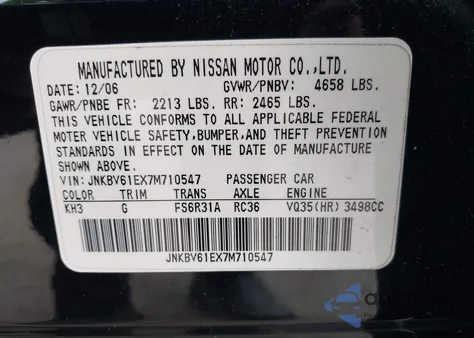 MANUFACTURED BY NISSAN MOTOR CO.,LTD.
DATE: 12/06 GVWR/PNBV: 4658 LBS.
GAWR/PNBE FR: 2213 LBS. RR: 2465 LBS.
THIS VEHICLE CONFORMS TO ALL APPLICABLE FEDERAL
MOTOR VEHICLE SAFETY, BUMPER, AND THEFT PREVENTION
STANDARDS IN EFFECT ON THE DATE OF MANUFACTURE
SHOWN ABOVE.
VIN: JNKBV61EX7M710547 PASSENGER CAR
COLOR TRIM TRANS AXLE ENGINE
KH3 G FS6R31A RC36 VQ35(HR) 3498CC
JNKBV61EX7M710547